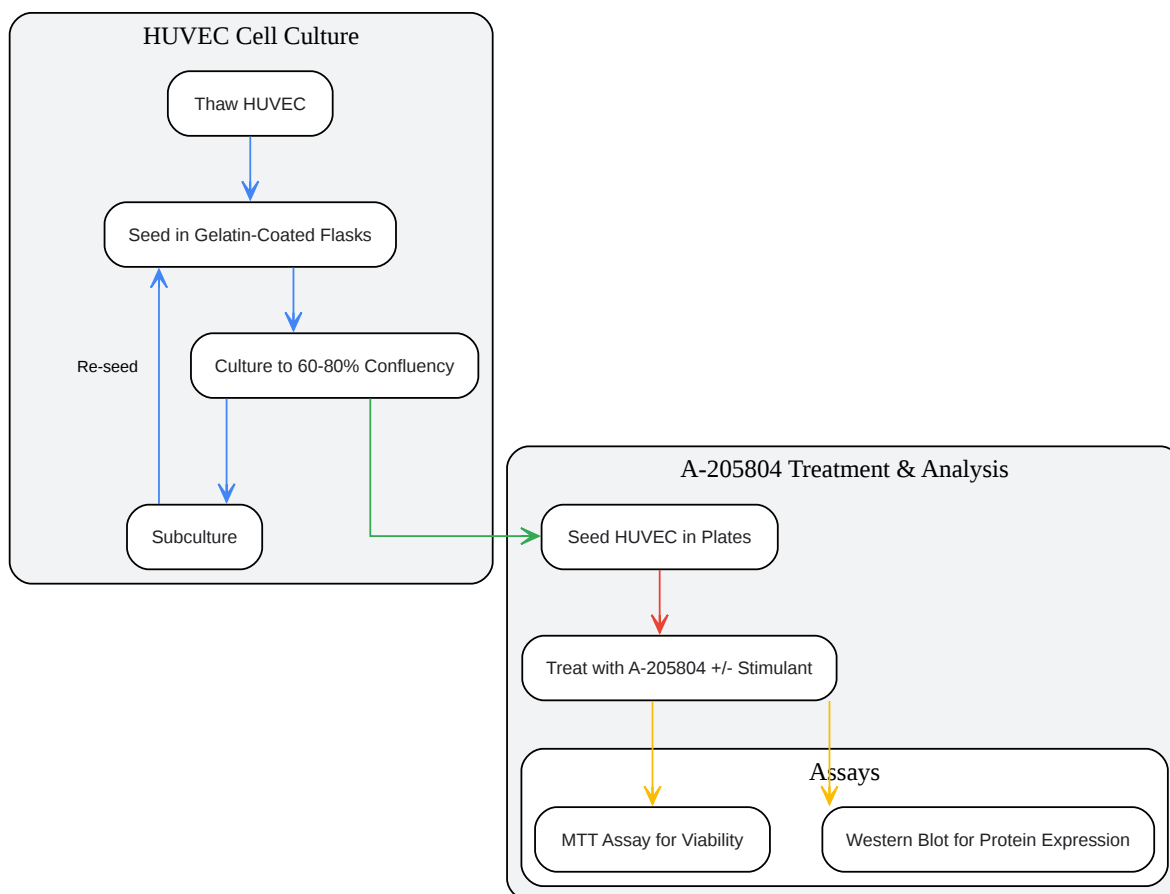 HUVEC Cell Culture
Thaw HUVEC
Seed in Gelatin-Coated Flasks
Re-seed
Culture to 60-80% Confluency
Subculture
A-205804 Treatment & Analysis
Seed HUVEC in Plates
Treat with A-205804 +/- Stimulant
Assays
MTT Assay for Viability
Western Blot for Protein Expression